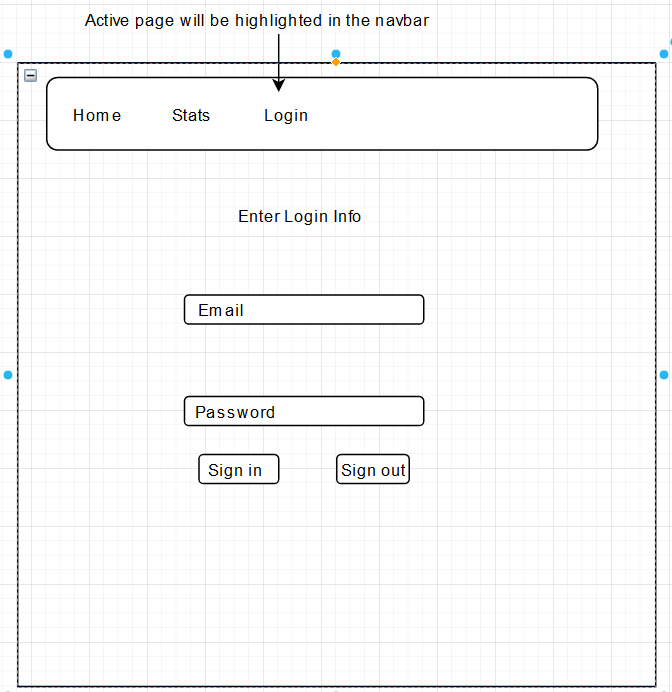 Active page will be highlighted in the navbar
Home Stats Login
Enter Login Info
Email
Password
Sign in Sign out